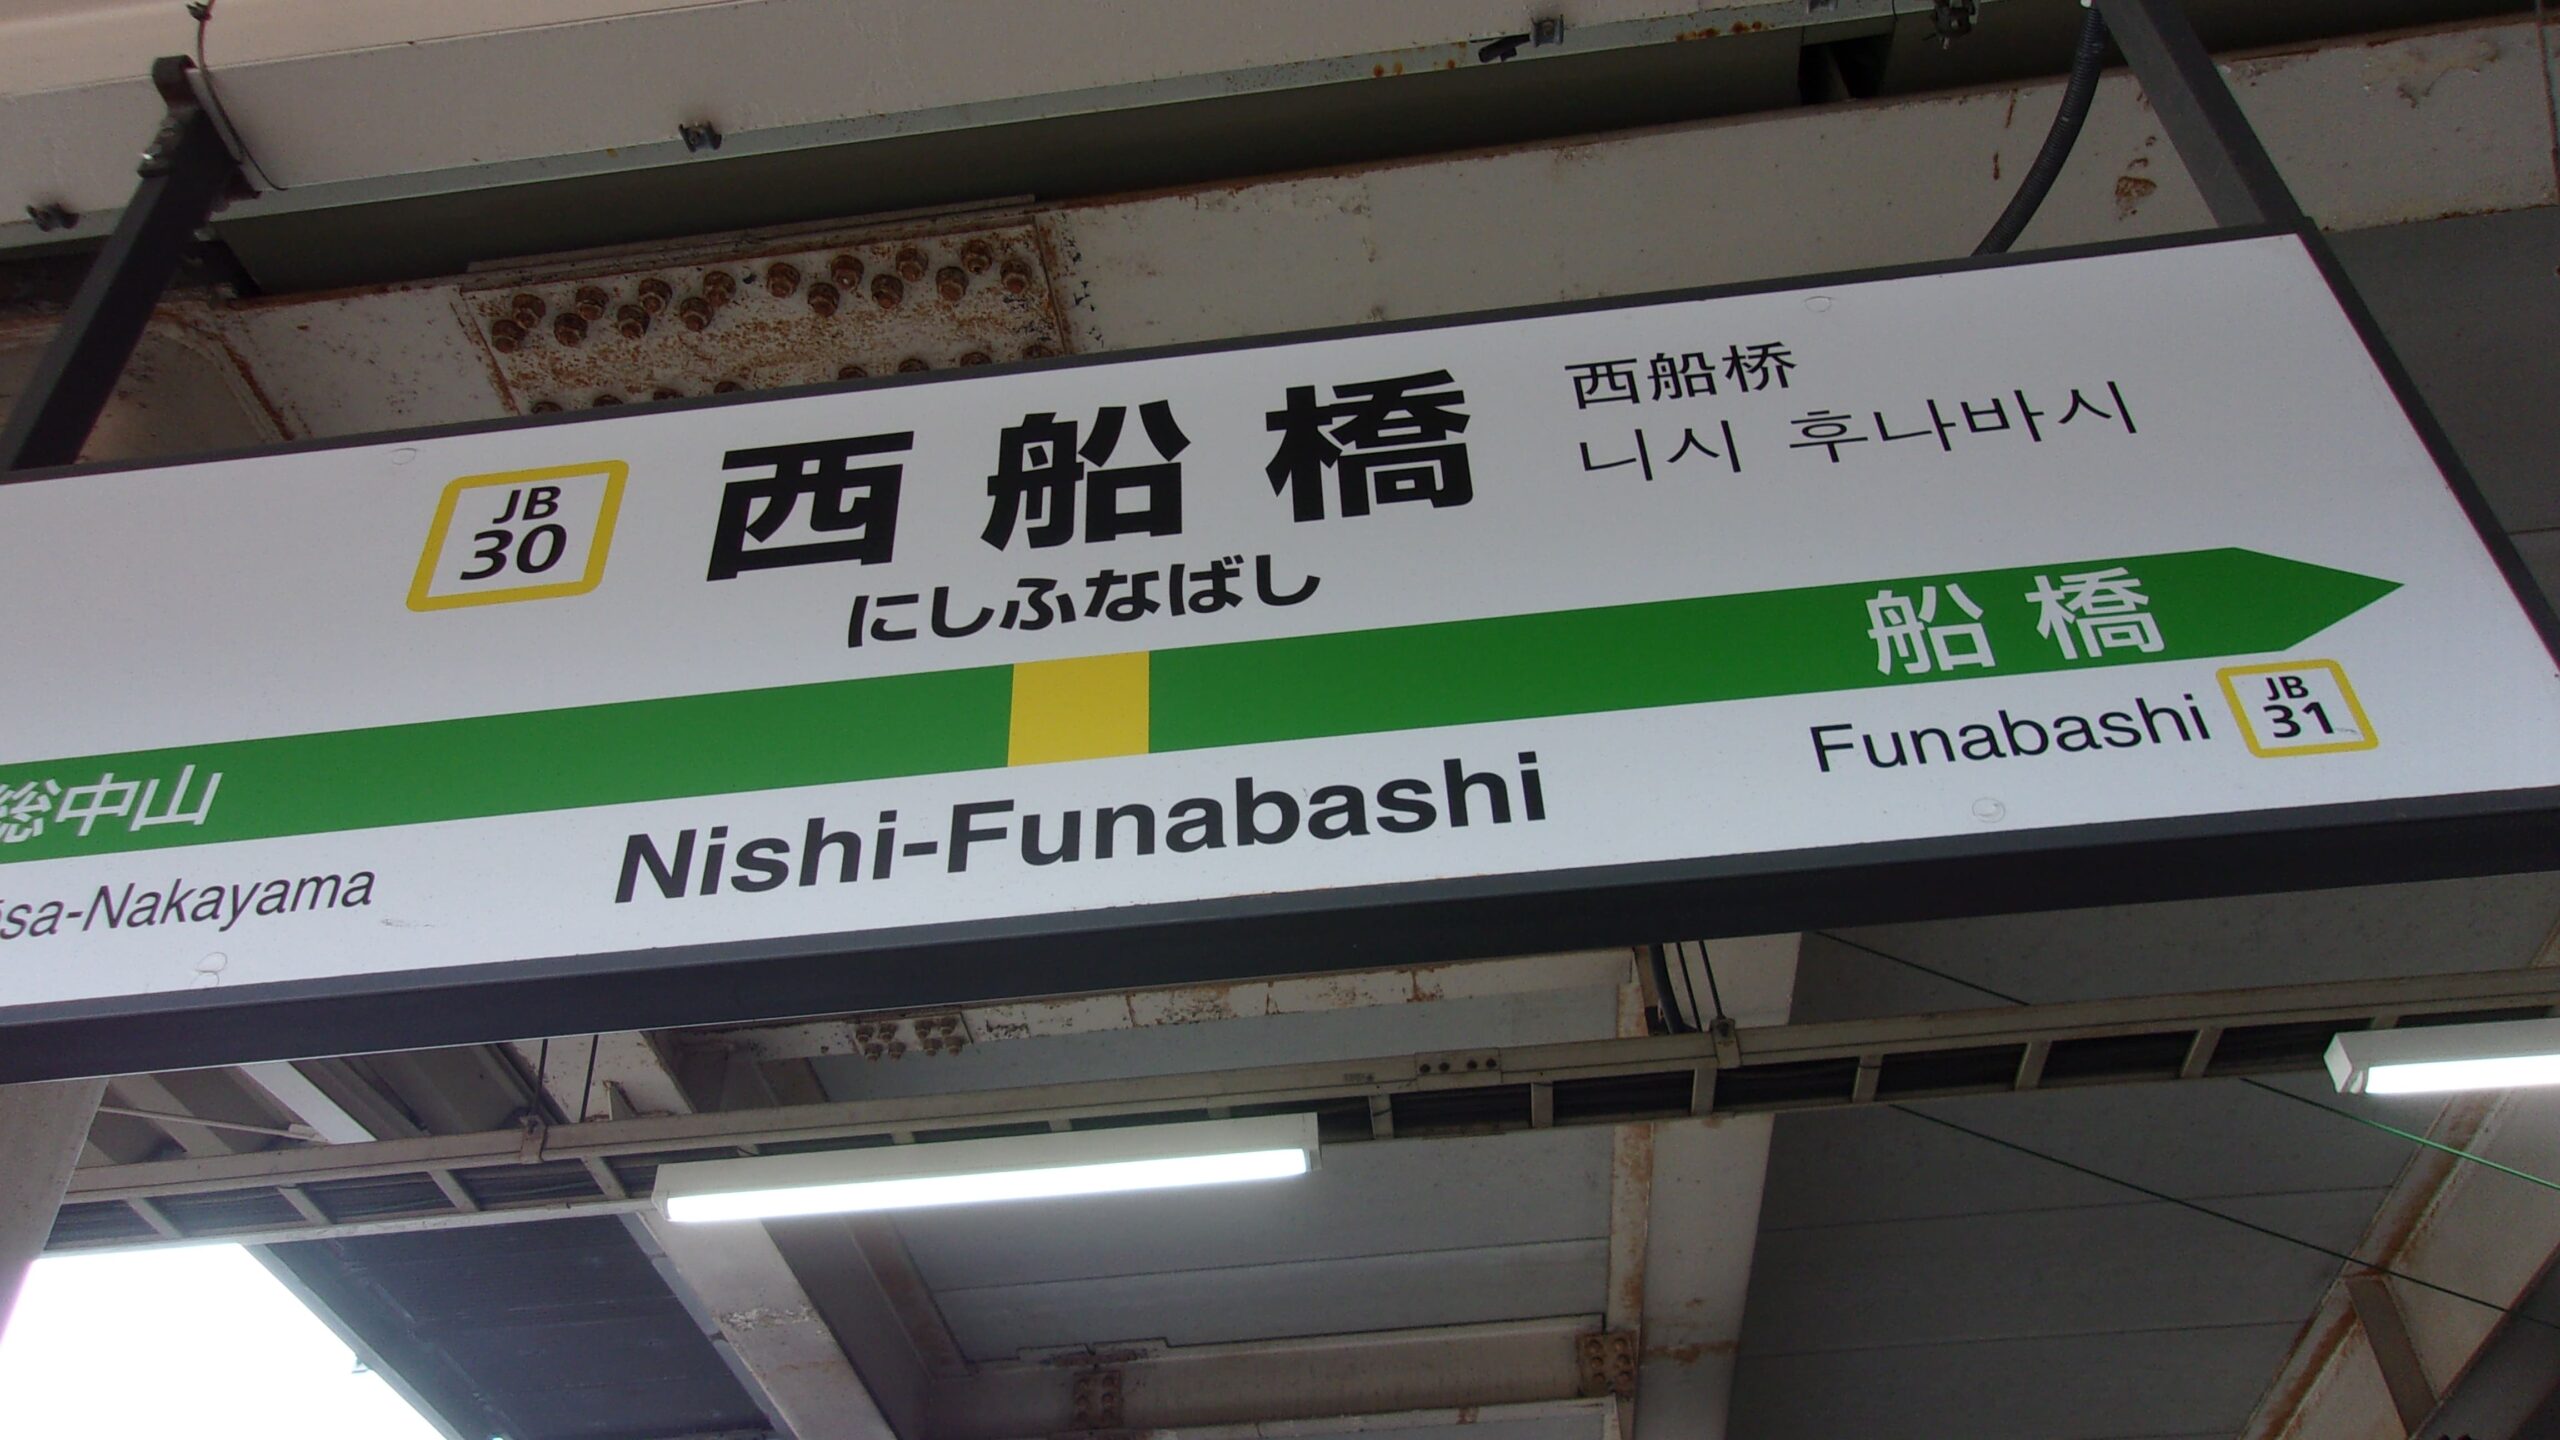 JB
30
西船橋
にしふなばし
西船桥
니시 후나바시
総中山
船橋
Nishi-Funabashi
Funabashi
JB
31
sa-Nakayama